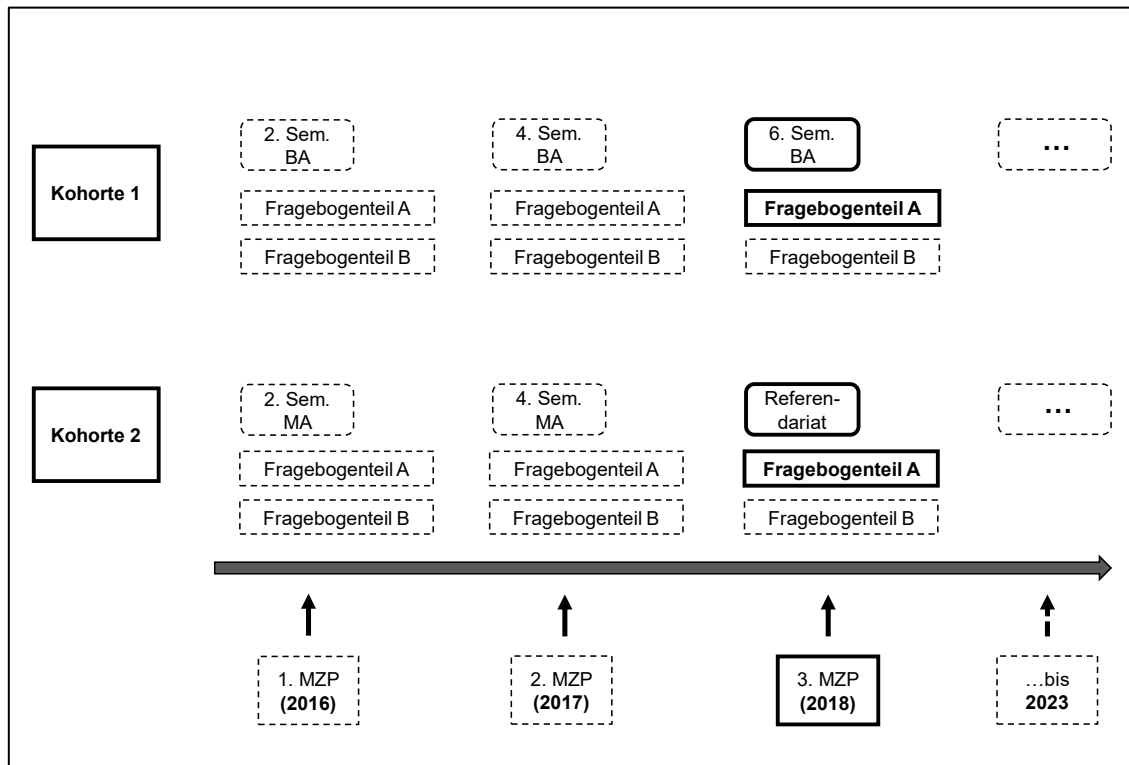 2. Sem.
BA
4. Sem.
BA
6. Sem.
BA
...
Kohorte 1
Fragebogenteil A
Fragebogenteil A
Fragebogenteil A
Fragebogenteil B
Fragebogenteil B
Fragebogenteil B
2. Sem.
MA
4. Sem.
MA
Referen-
dariat
...
Kohorte 2
Fragebogenteil A
Fragebogenteil A
Fragebogenteil A
Fragebogenteil B
Fragebogenteil B
Fragebogenteil B
1. MZP
(2016)
2. MZP
(2017)
3. MZP
(2018)
...bis
2023